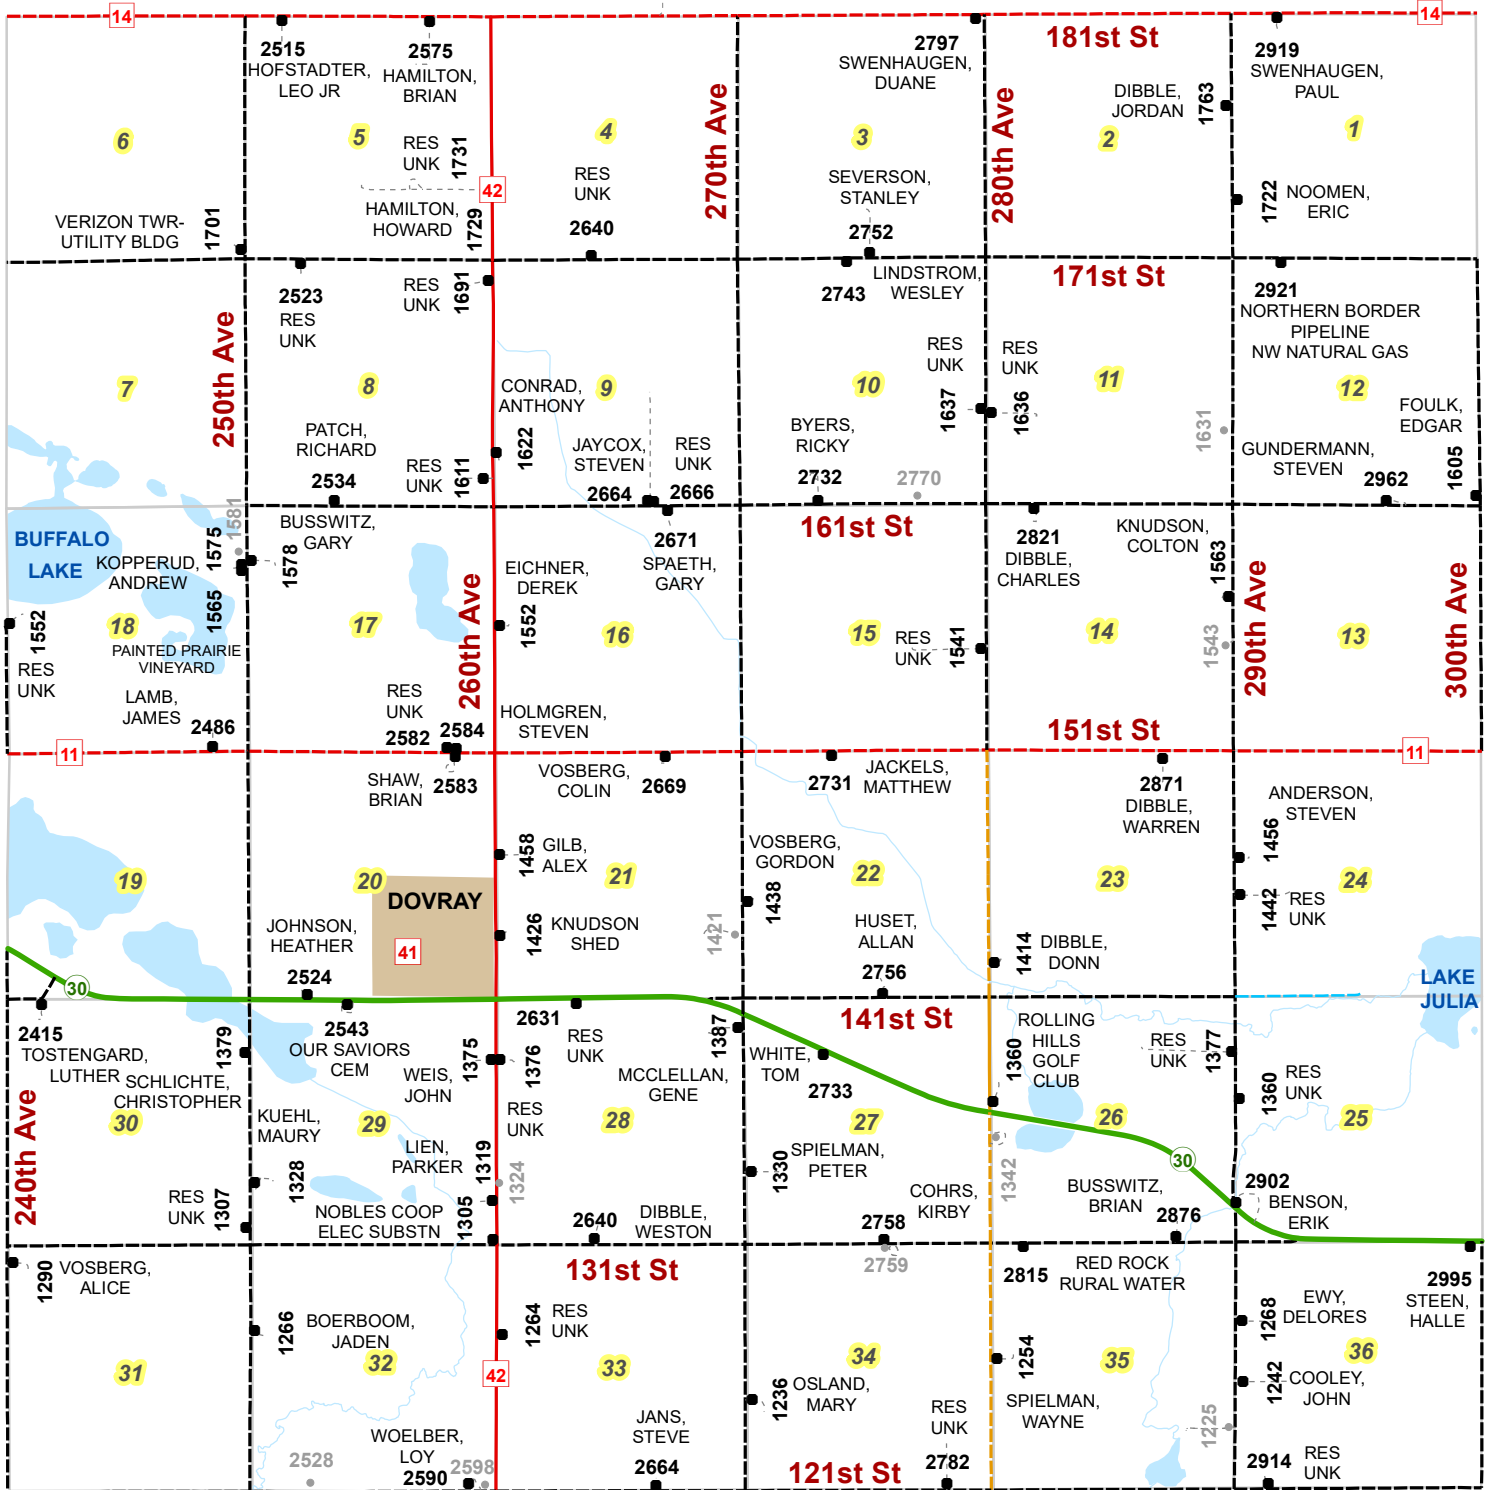 14
14
2515
HOFSTADTER,
LEO JR
2575
HAMILTON,
BRIAN
270th Ave
2797
SWENHAUGEN,
DUANE
280th Ave
181st St
DIBBLE,
JORDAN
1763
2919
SWENHAUGEN,
PAUL
6
5
4
3
2
1
RES
UNK
1731
42
HAMILTON,
HOWARD
1729
RES
UNK
2640
SEVERSON,
STANLEY
2752
1722
NOOMEN,
ERIC
VERIZON TWR-
UTILITY BLDG
1701
2523
RES
UNK
RES
UNK
1691
2743
LINDSTROM,
WESLEY
171st St
2921
NORTHERN BORDER
PIPELINE
NW NATURAL GAS
250th Ave
7
8
9
10
11
12
CONRAD,
ANTHONY
1622
RES
UNK
1637
RES
UNK
1636
1631
FOULK,
EDGAR
1605
PATCH,
RICHARD
2534
RES
UNK
1611
JAYCOX,
STEVEN
2664
RES
UNK
2666
BYERS,
RICKY
2732
2770
GUNDERMANN,
STEVEN
2962
BUFFALO
LAKE
1581
1575
KOPPERUD,
ANDREW
1565
BUSSWITZ,
GARY
1578
2671
SPAETH,
GARY
161st St
2821
DIBBLE,
CHARLES
KNUDSON,
COLTON
1563
260th Ave
EICHNER,
DEREK
1552
290th Ave
300th Ave
1552
RES
UNK
18
17
16
15
14
13
PAINTED PRAIRIE
VINEYARD
RES
UNK
1541
1543
LAMB,
JAMES
2486
RES
UNK
2582
2584
HOLMGREN,
STEVEN
151st St
11
11
SHAW,
BRIAN
2583
VOSBERG,
COLIN
2669
2731
JACKELS,
MATTHEW
2871
DIBBLE,
WARREN
ANDERSON,
STEVEN
1456
1458
GILB,
ALEX
VOSBERG,
GORDON
1438
19
20
21
22
23
24
DOVRAY
41
1442
RES
UNK
JOHNSON,
HEATHER
2524
1426
KNUDSON
SHED
1421
HUSET,
ALLAN
2756
1414
DIBBLE,
DONN
LAKE
JULIA
30
2415
TOSTENGARD,
LUTHER
1379
SCHLICHTE,
CHRISTOPHER
2543
OUR SAVIORS
CEM
2631
RES
UNK
1387
141st St
WHITE,
TOM
2733
ROLLING
HILLS
GOLF
CLUB
1360
RES
UNK
1377
1360
RES
UNK
WEIS,
JOHN
1375
1376
RES
UNK
MCCLELLAN,
GENE
240th Ave
30
29
28
27
26
25
KUEHL,
MAURY
1328
LIEN,
PARKER
1319
1324
1330
SPIELMAN,
PETER
1342
30
RES
UNK
1307
NOBLES COOP
ELEC SUBSTN
1305
2640
DIBBLE,
WESTON
COHRS,
KIRBY
2758
BUSSWITZ,
BRIAN
2876
2902
BENSON,
ERIK
1290
VOSBERG,
ALICE
131st St
2759
2815
RED ROCK
RURAL WATER
2995
STEEN,
HALLE
1266
BOERBOOM,
JADEN
1264
RES
UNK
1254
1268
EWY,
DELORES
31
32
33
34
35
36
42
1236
OSLAND,
MARY
SPIELMAN,
WAYNE
1242
COOLEY,
JOHN
1225
WOELBER,
LOY
2590
2598
2528
JANS,
STEVE
2664
121st St
RES
UNK
2782
2914
RES
UNK